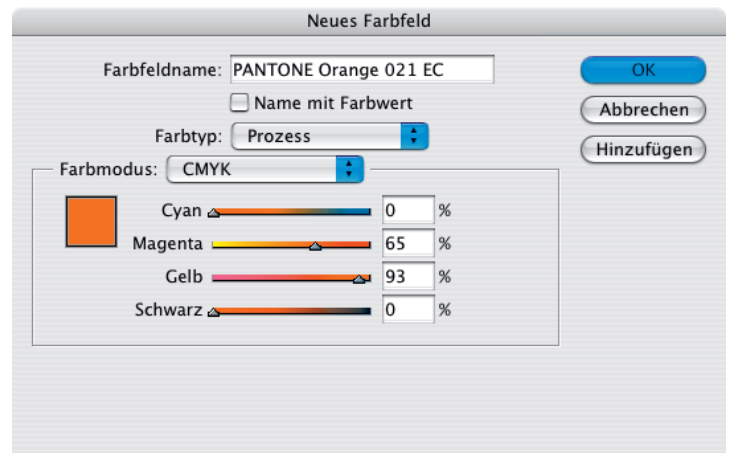 Neues Farbfeld
Farbfeldname: PANTONE Orange 021 EC
OK
Name mit Farbwert
Abbrechen
Farbtyp: Prozess
Hinzufügen
Farbmodus: CMYK
Cyan 0 %
Magenta 65 %
Gelb 93 %
Schwarz 0 %